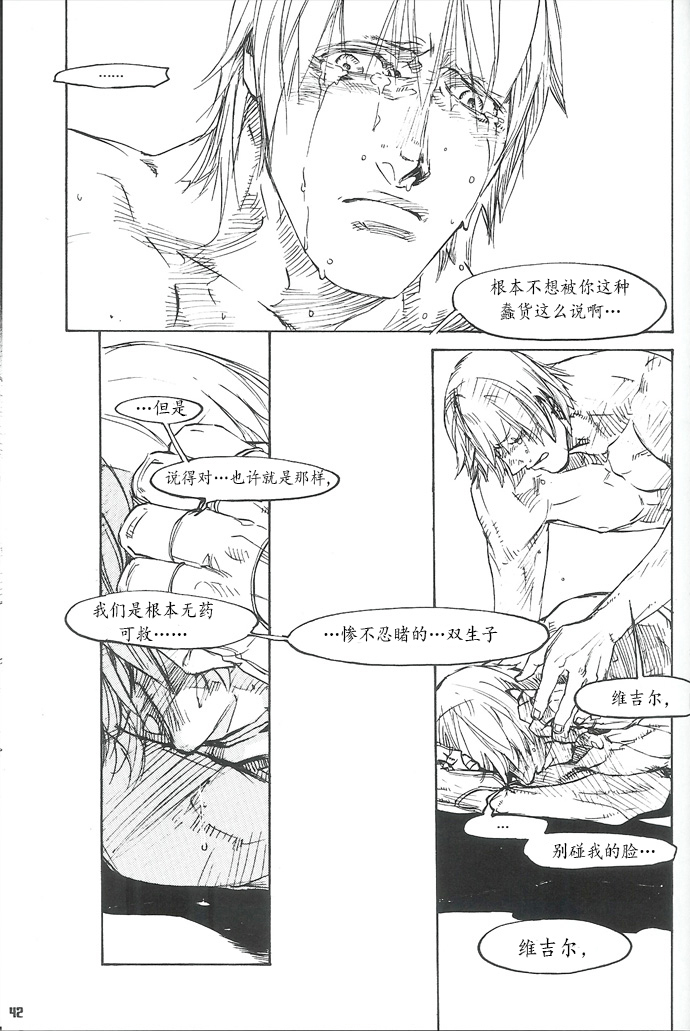 ……
根本不想被你这种
蠢货这么说啊…
…但是
说得对…也许就是那样，
我们是根本无药
可救……
…惨不忍睹的…双生子
维吉尔，
…
别碰我的脸…
维吉尔，
42